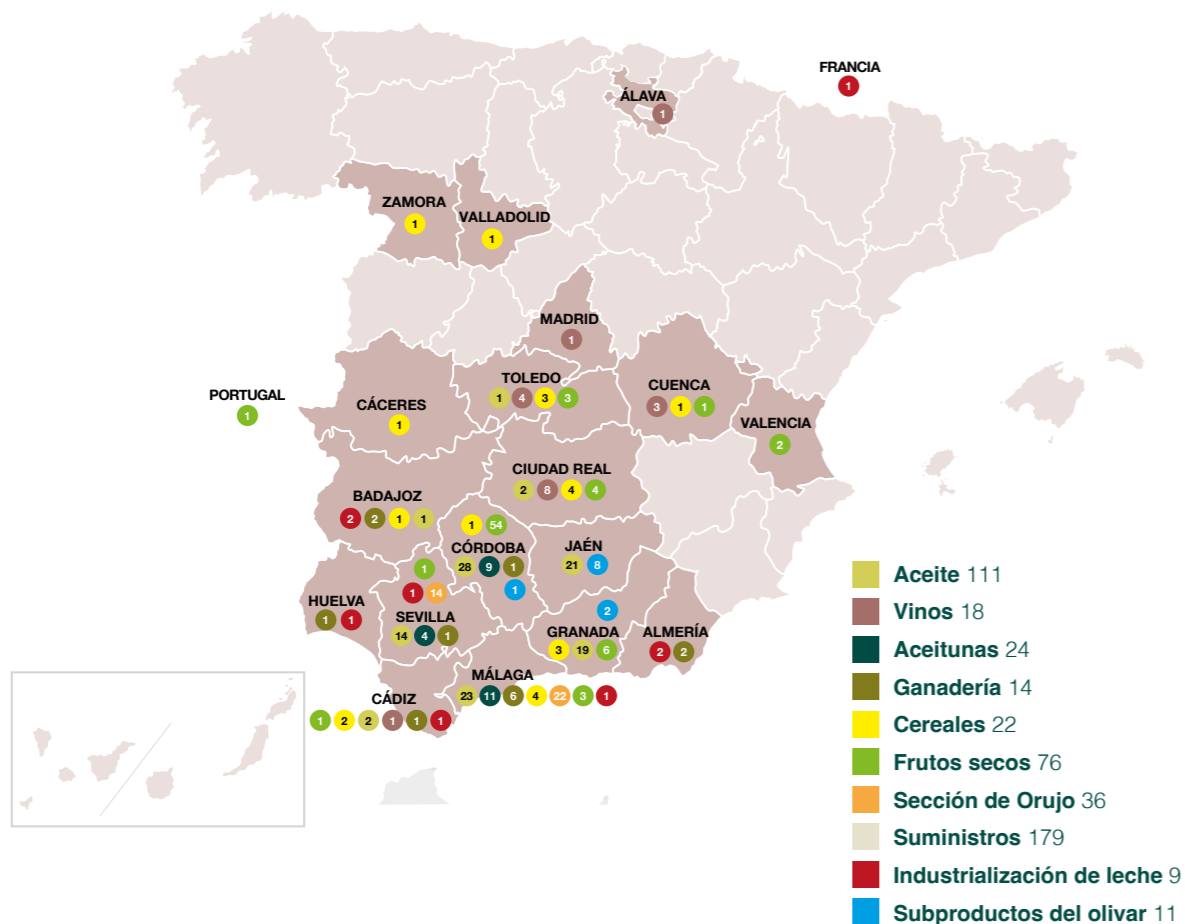 FRANCIA
1
ÁLAVA
1
ZAMORA
1
VALLADOLID
1
MADRID
1
TOLEDO
1 4 3 3
CUENCA
3 1 1
PORTUGAL
1
CÁCERES
1
VALENCIA
2
CIUDAD REAL
2 8 4 4
BADAJOZ
2 2 1 1
1 54
CÓRDOBA
28 9 1
1
JAÉN
21 8
1
1 14
SEVILLA
14 4 1
HUELVA
1 1
2
GRANADA
3 19 6
ALMERÍA
2 2
MÁLAGA
23 11 6 4 22 3 1
CÁDIZ
1 2 2 1 1 1
Aceite 111
Vinos 18
Aceitunas 24
Ganadería 14
Cereales 22
Frutos secos 76
Sección de Orujo 36
Suministros 179
Industrialización de leche 9
Subproductos del olivar 11